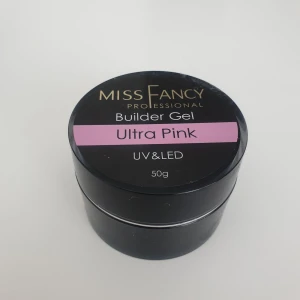 MISS FANCY
PROFESSIONAL
Builder Gel
Ultra Pink
UV&LED
50g